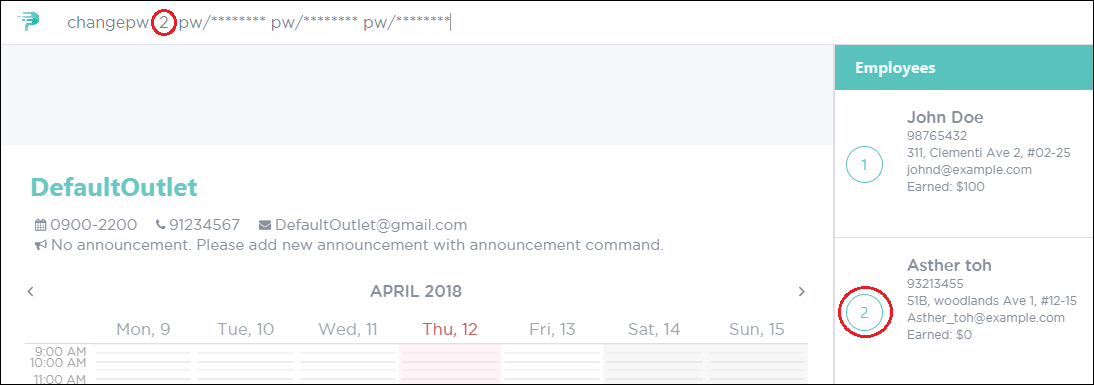 changepw 2 pw/******** pw/******** pw/********
Employees
John Doe
98765432
311, Clementi Ave 2, #02-25
johnd@example.com
Earned: $100
1
DefaultOutlet
0900-2200 91234567 DefaultOutlet@gmail.com
No announcement. Please add new announcement with announcement command.
Asther toh
93213455
51B, woodlands Ave 1, #12-15
Asther_toh@example.com
Earned: $0
2
APRIL 2018
Mon, 9 Tue, 10 Wed, 11 Thu, 12 Fri, 13 Sat, 14 Sun, 15
9:00 AM
10:00 AM
11:00 AM